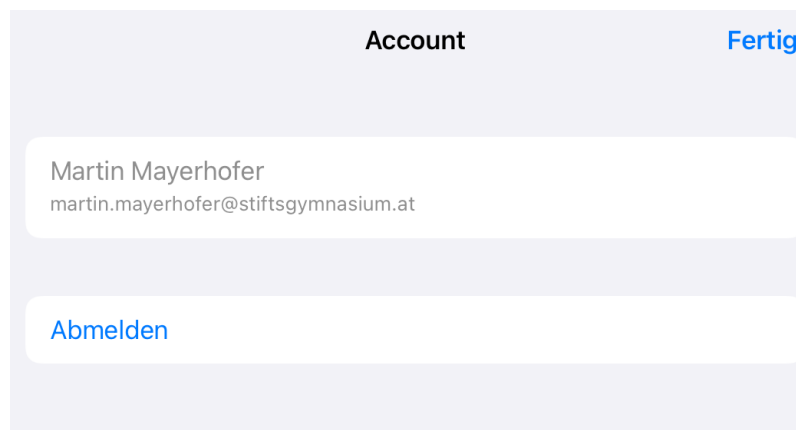 Account
Fertig
Martin Mayerhofer
martin.mayerhofer@stiftsgymnasium.at
Abmelden